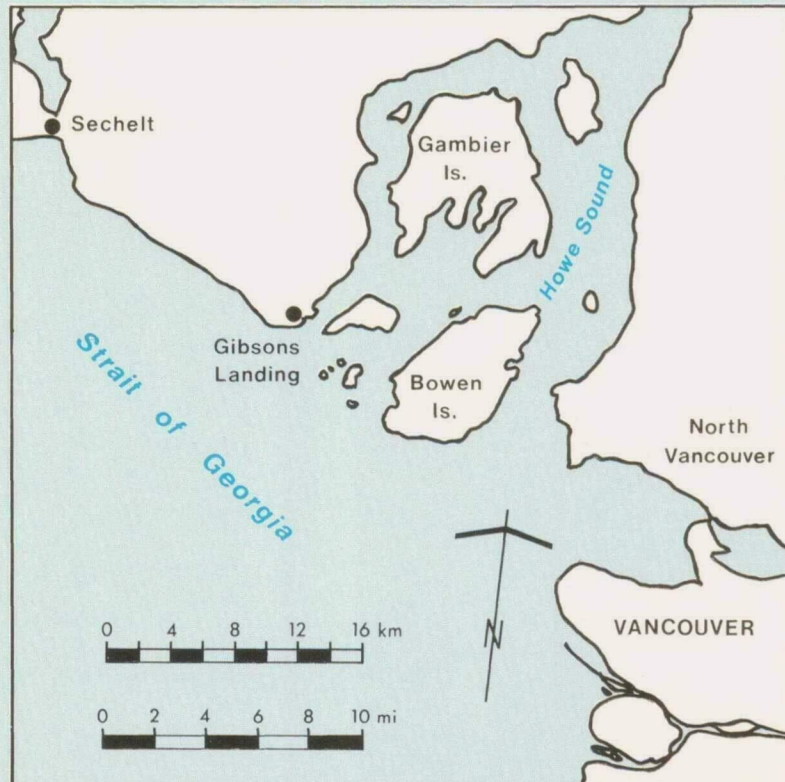 Sechelt
Gambier
Is.
Howe Sound
Gibsons
Landing
Strait of Georgia
Bowen
Is.
North
Vancouver
N
VANCOUVER
0 4 8 12 16 km
0 2 4 6 8 10 mi